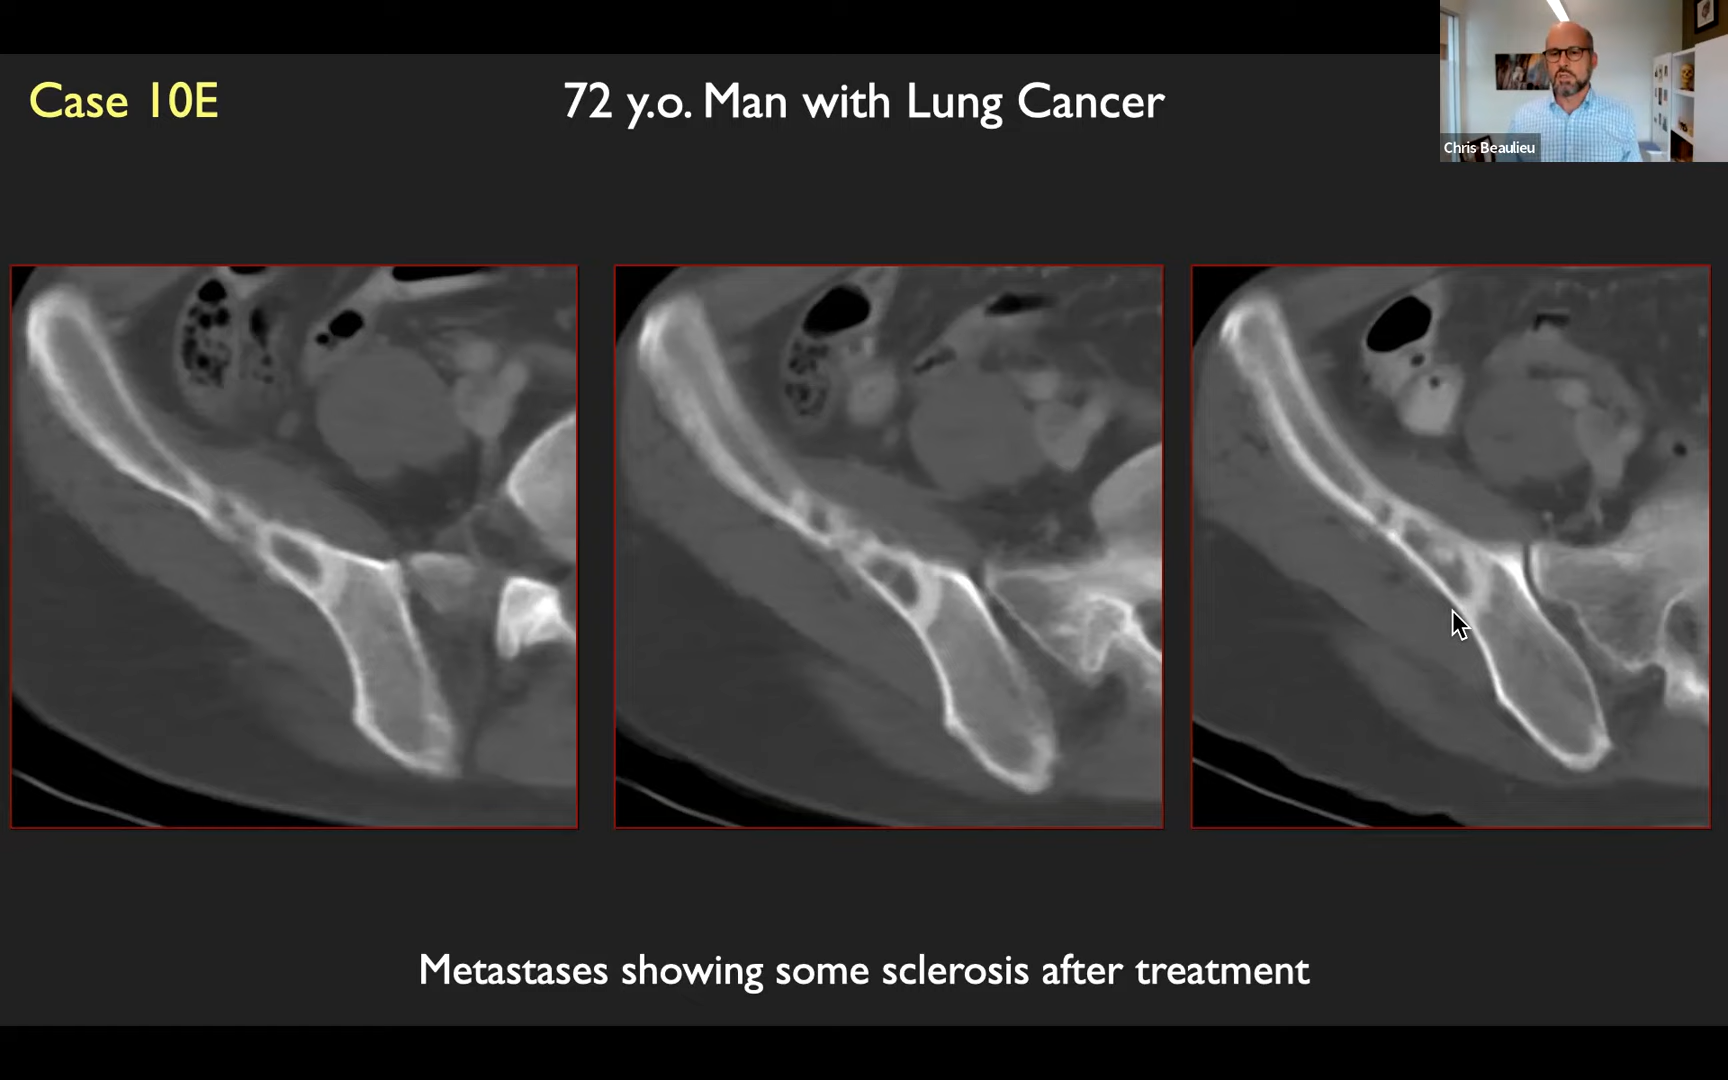 Case 10E
72 y.o. Man with Lung Cancer
Chris Beaulieu
Metastases showing some sclerosis after treatment